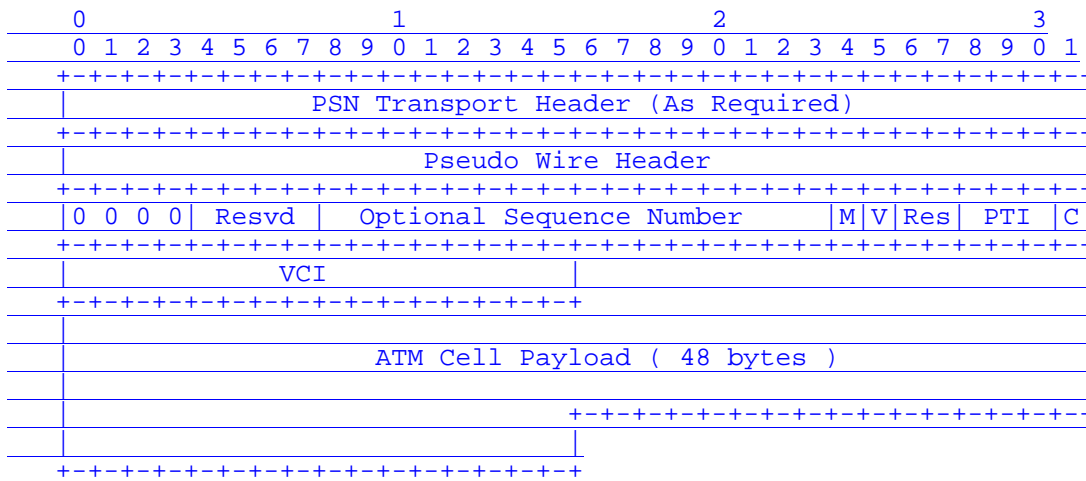 0                   1                   2                   3
 0 1 2 3 4 5 6 7 8 9 0 1 2 3 4 5 6 7 8 9 0 1 2 3 4 5 6 7 8 9 0 1
+-+-+-+-+-+-+-+-+-+-+-+-+-+-+-+-+-+-+-+-+-+-+-+-+-+-+-+-+-+-+-+--
|               PSN Transport Header (As Required)
+-+-+-+-+-+-+-+-+-+-+-+-+-+-+-+-+-+-+-+-+-+-+-+-+-+-+-+-+-+-+-+--
|                      Pseudo Wire Header
+-+-+-+-+-+-+-+-+-+-+-+-+-+-+-+-+-+-+-+-+-+-+-+-+-+-+-+-+-+-+-+--
|0 0 0 0| Resvd |  Optional Sequence Number     |M|V|Res| PTI |C
+-+-+-+-+-+-+-+-+-+-+-+-+-+-+-+-+-+-+-+-+-+-+-+-+-+-+-+-+-+-+-+--
|             VCI               |
+-+-+-+-+-+-+-+-+-+-+-+-+-+-+-+-+
|
|                   ATM Cell Payload ( 48 bytes )
|
|                               +-+-+-+-+-+-+-+-+-+-+-+-+-+-+-+--
|                               |
+-+-+-+-+-+-+-+-+-+-+-+-+-+-+-+-+